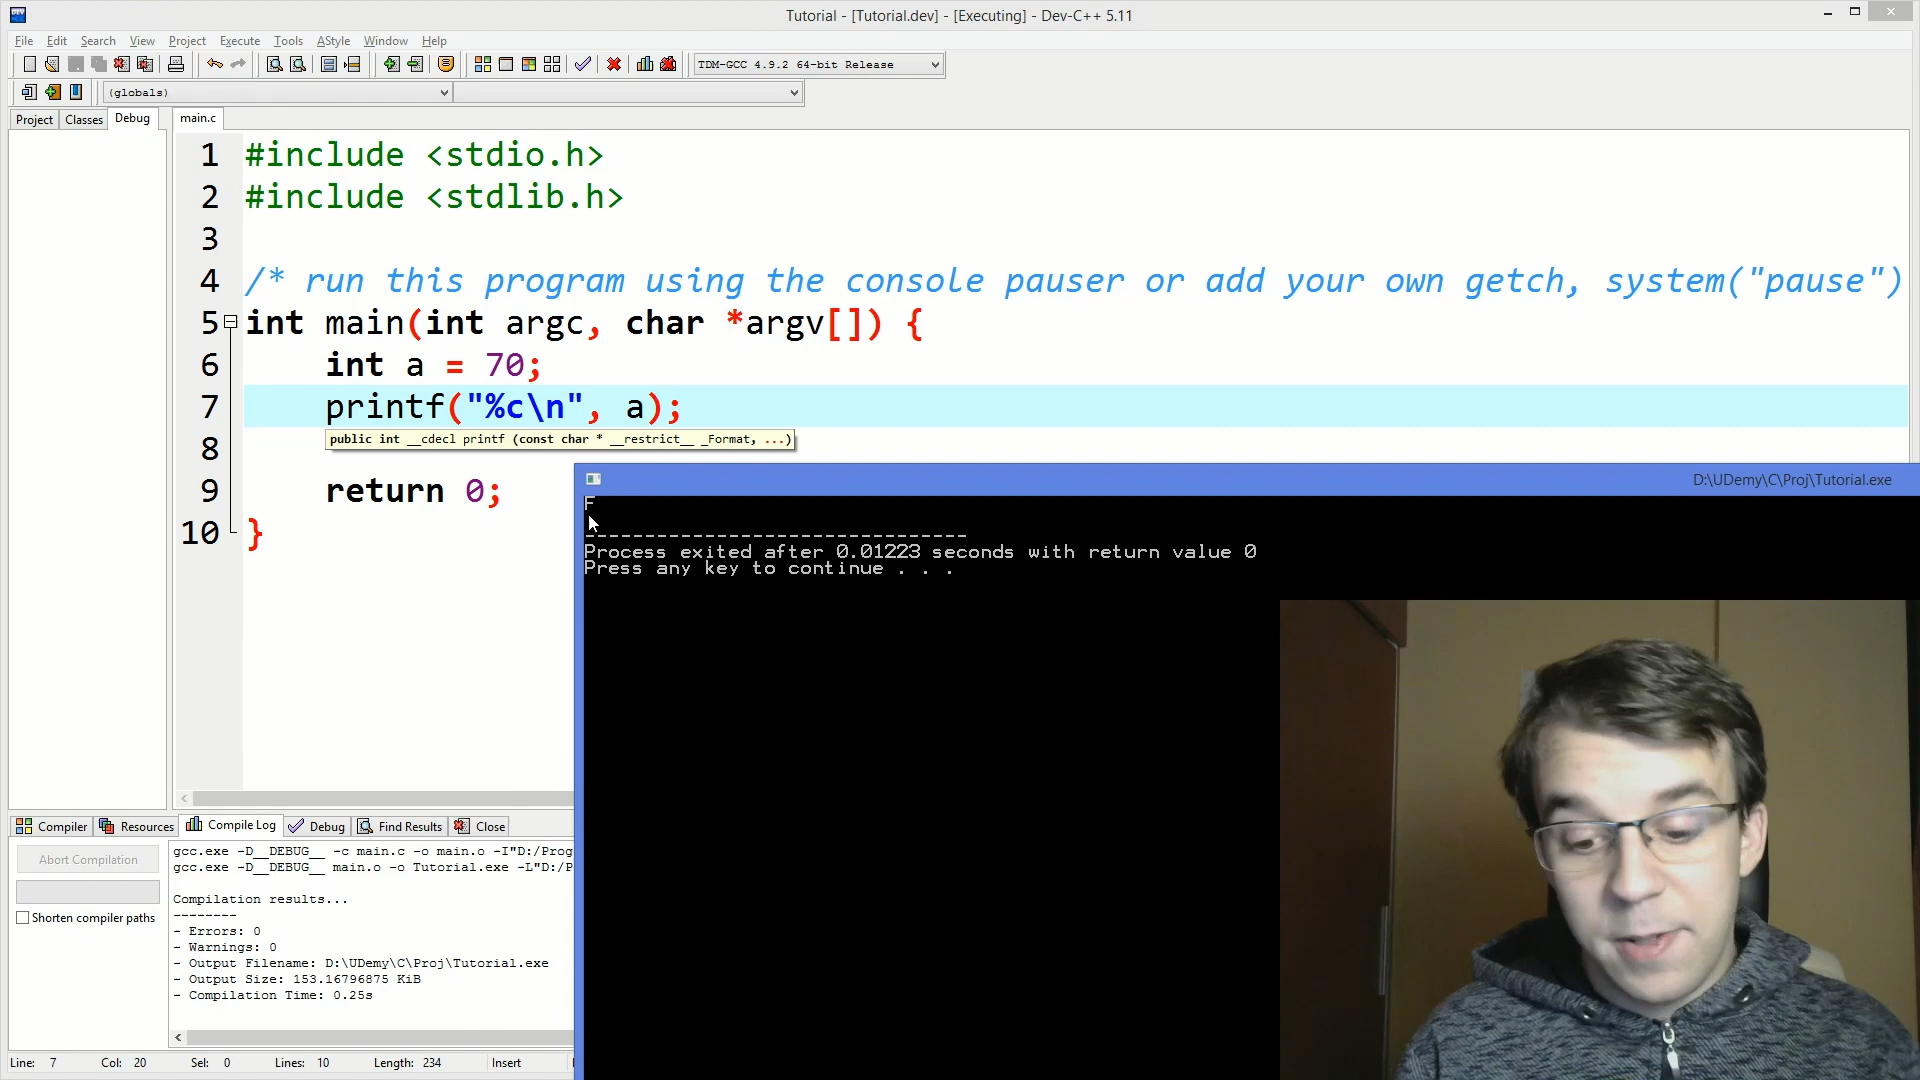 Tutorial - [Tutorial.dev] - [Executing] - Dev-C++ 5.11
File Edit Search View Project Execute Tools AStyle Window Help
TDM-GCC 4.9.2 64-bit Release
(globals)
Project Classes Debug
main.c
1 #include <stdio.h>
2 #include <stdlib.h>
3
4 /* run this program using the console pauser or add your own getch, system("pause")
5 int main(int argc, char *argv[]) {
6 int a = 70;
7 printf("%c\n", a);
public int __cdecl printf (const char * __restrict__ _Format, ...)
8
9 return 0;
10 }
D:\UDemy\C\Proj\Tutorial.exe
F
--------------------------------
Process exited after 0.01223 seconds with return value 0
Press any key to continue . . .
Compiler Resources Compile Log Debug Find Results Close
Abort Compilation
Shorten compiler paths
gcc.exe -D__DEBUG__ -c main.c -o main.o -I"D:/Prog
gcc.exe -D__DEBUG__ main.o -o Tutorial.exe -L"D:/P
Compilation results...
--------
- Errors: 0
- Warnings: 0
- Output Filename: D:\UDemy\C\Proj\Tutorial.exe
- Output Size: 153.16796875 KiB
- Compilation Time: 0.25s
Line: 7 Col: 20 Sel: 0 Lines: 10 Length: 234 Insert